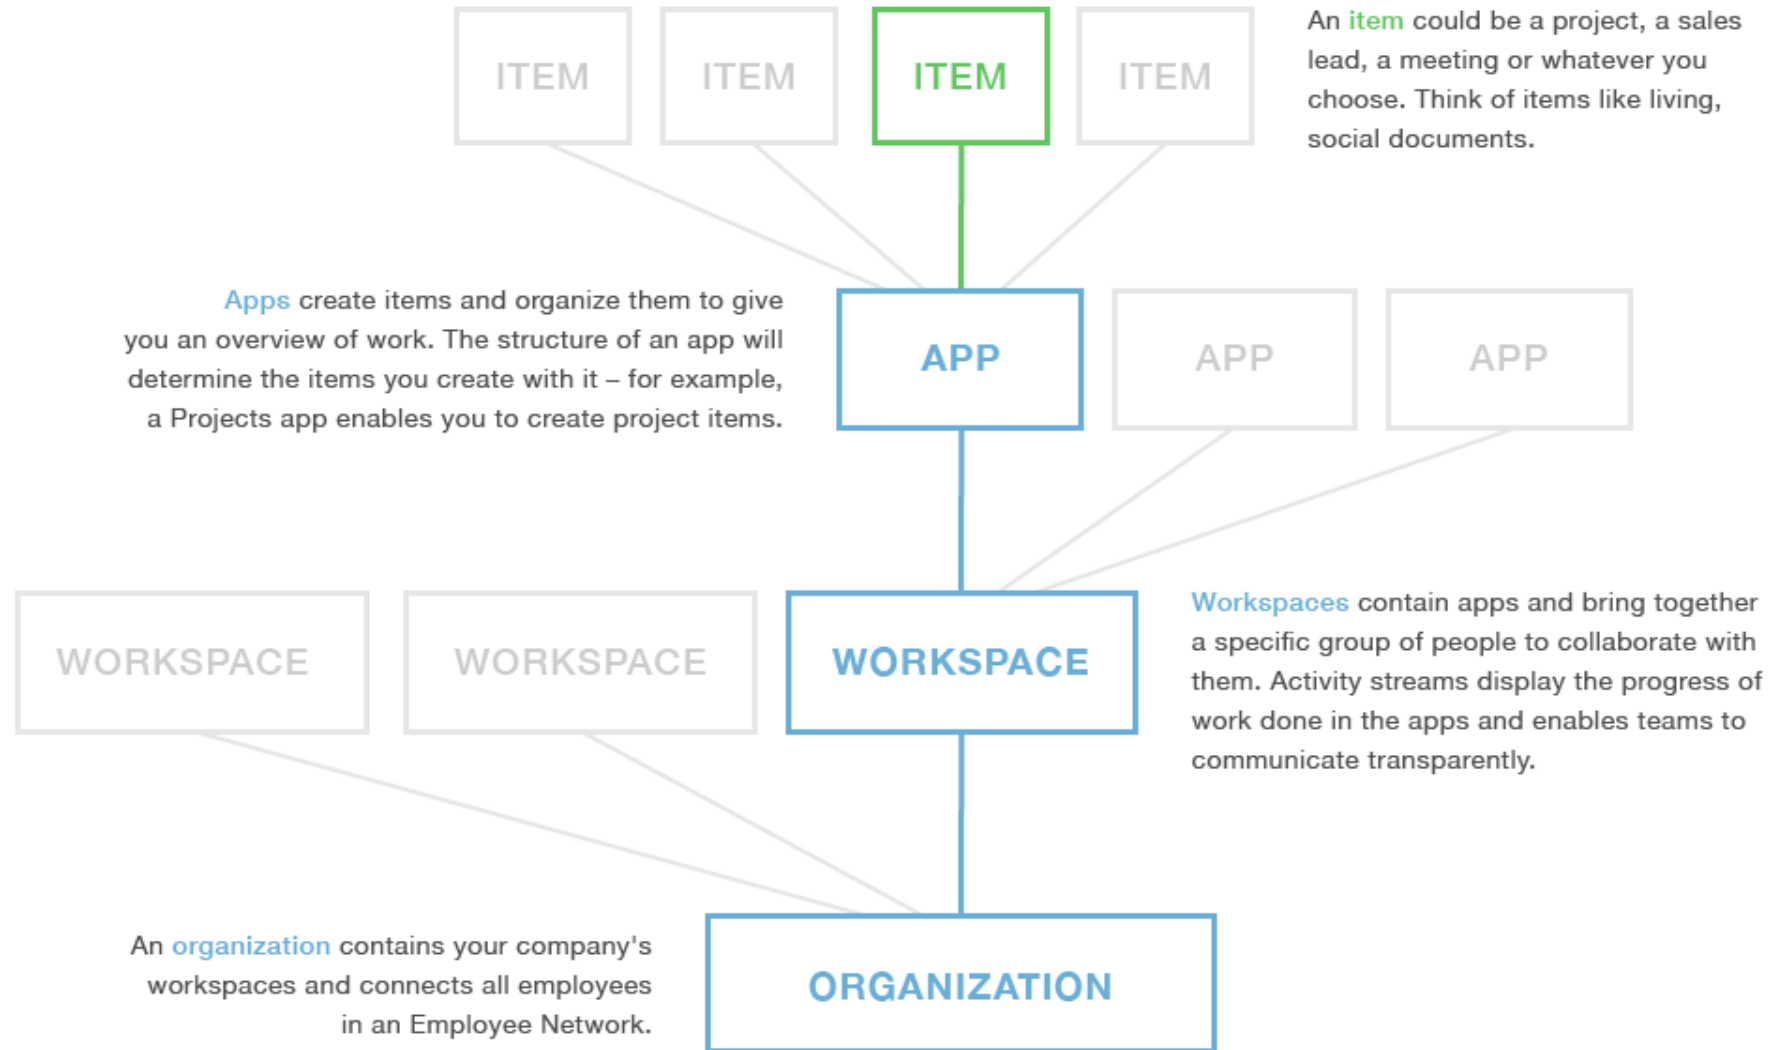 ITEM
ITEM
ITEM
ITEM
An item could be a project, a sales
lead, a meeting or whatever you
choose. Think of items like living,
social documents.
Apps create items and organize them to give
you an overview of work. The structure of an app will
determine the items you create with it – for example,
a Projects app enables you to create project items.
APP
APP
APP
WORKSPACE
WORKSPACE
WORKSPACE
Workspaces contain apps and bring together
a specific group of people to collaborate with
them. Activity streams display the progress of
work done in the apps and enables teams to
communicate transparently.
An organization contains your company's
workspaces and connects all employees
in an Employee Network.
ORGANIZATION